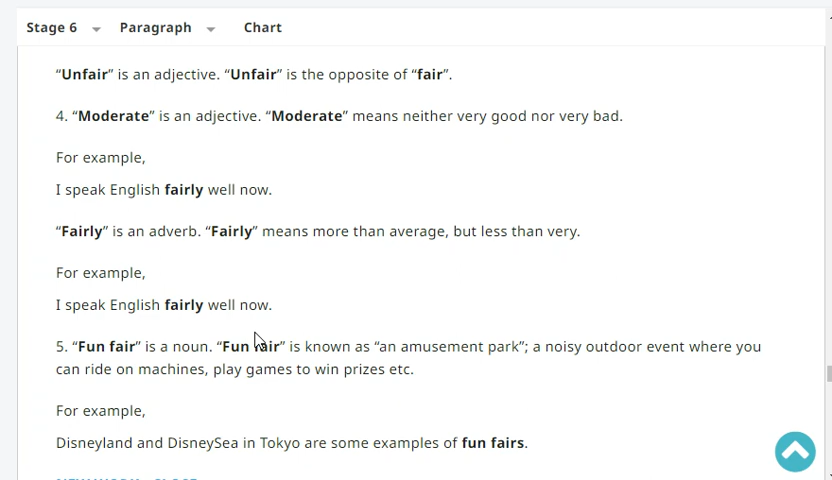 Stage 6 Paragraph Chart
“Unfair” is an adjective. “Unfair” is the opposite of “fair”.
4. “Moderate” is an adjective. “Moderate” means neither very good nor very bad.
For example,
I speak English fairly well now.
“Fairly” is an adverb. “Fairly” means more than average, but less than very.
For example,
I speak English fairly well now.
5. “Fun fair” is a noun. “Fun fair” is known as “an amusement park”; a noisy outdoor event where you
can ride on machines, play games to win prizes etc.
For example,
Disneyland and DisneySea in Tokyo are some examples of fun fairs.